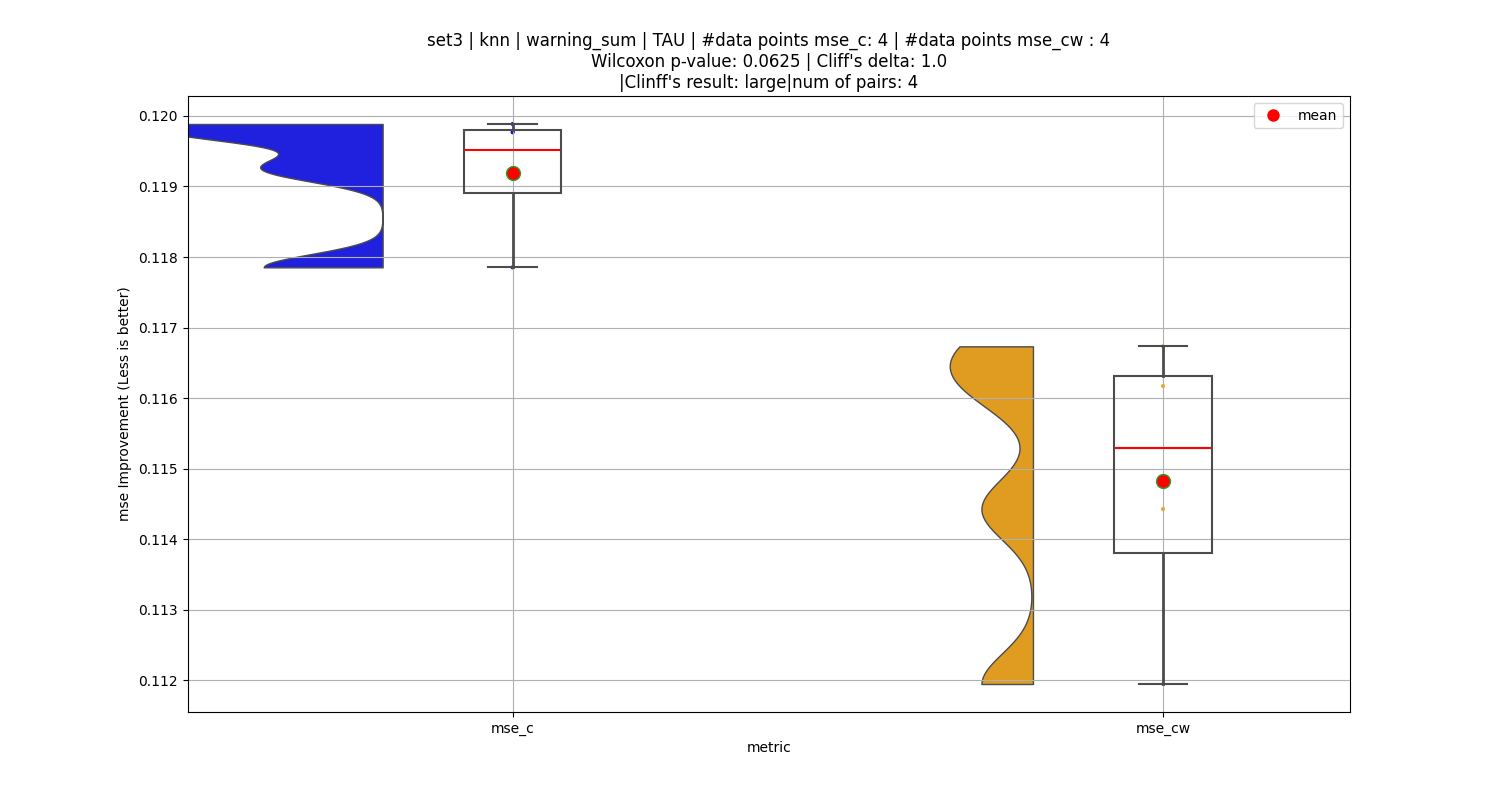 set3 | knn | warning_sum | TAU | #data points mse_c: 4 | #data points mse_cw : 4
Wilcoxon p-value: 0.0625 | Cliff's delta: 1.0
|Clinff's result: large|num of pairs: 4
mean
0.120
0.119
0.118
0.117
0.116
0.115
0.114
0.113
0.112
mse Improvement (Less is better)
mse_c
mse_cw
metric